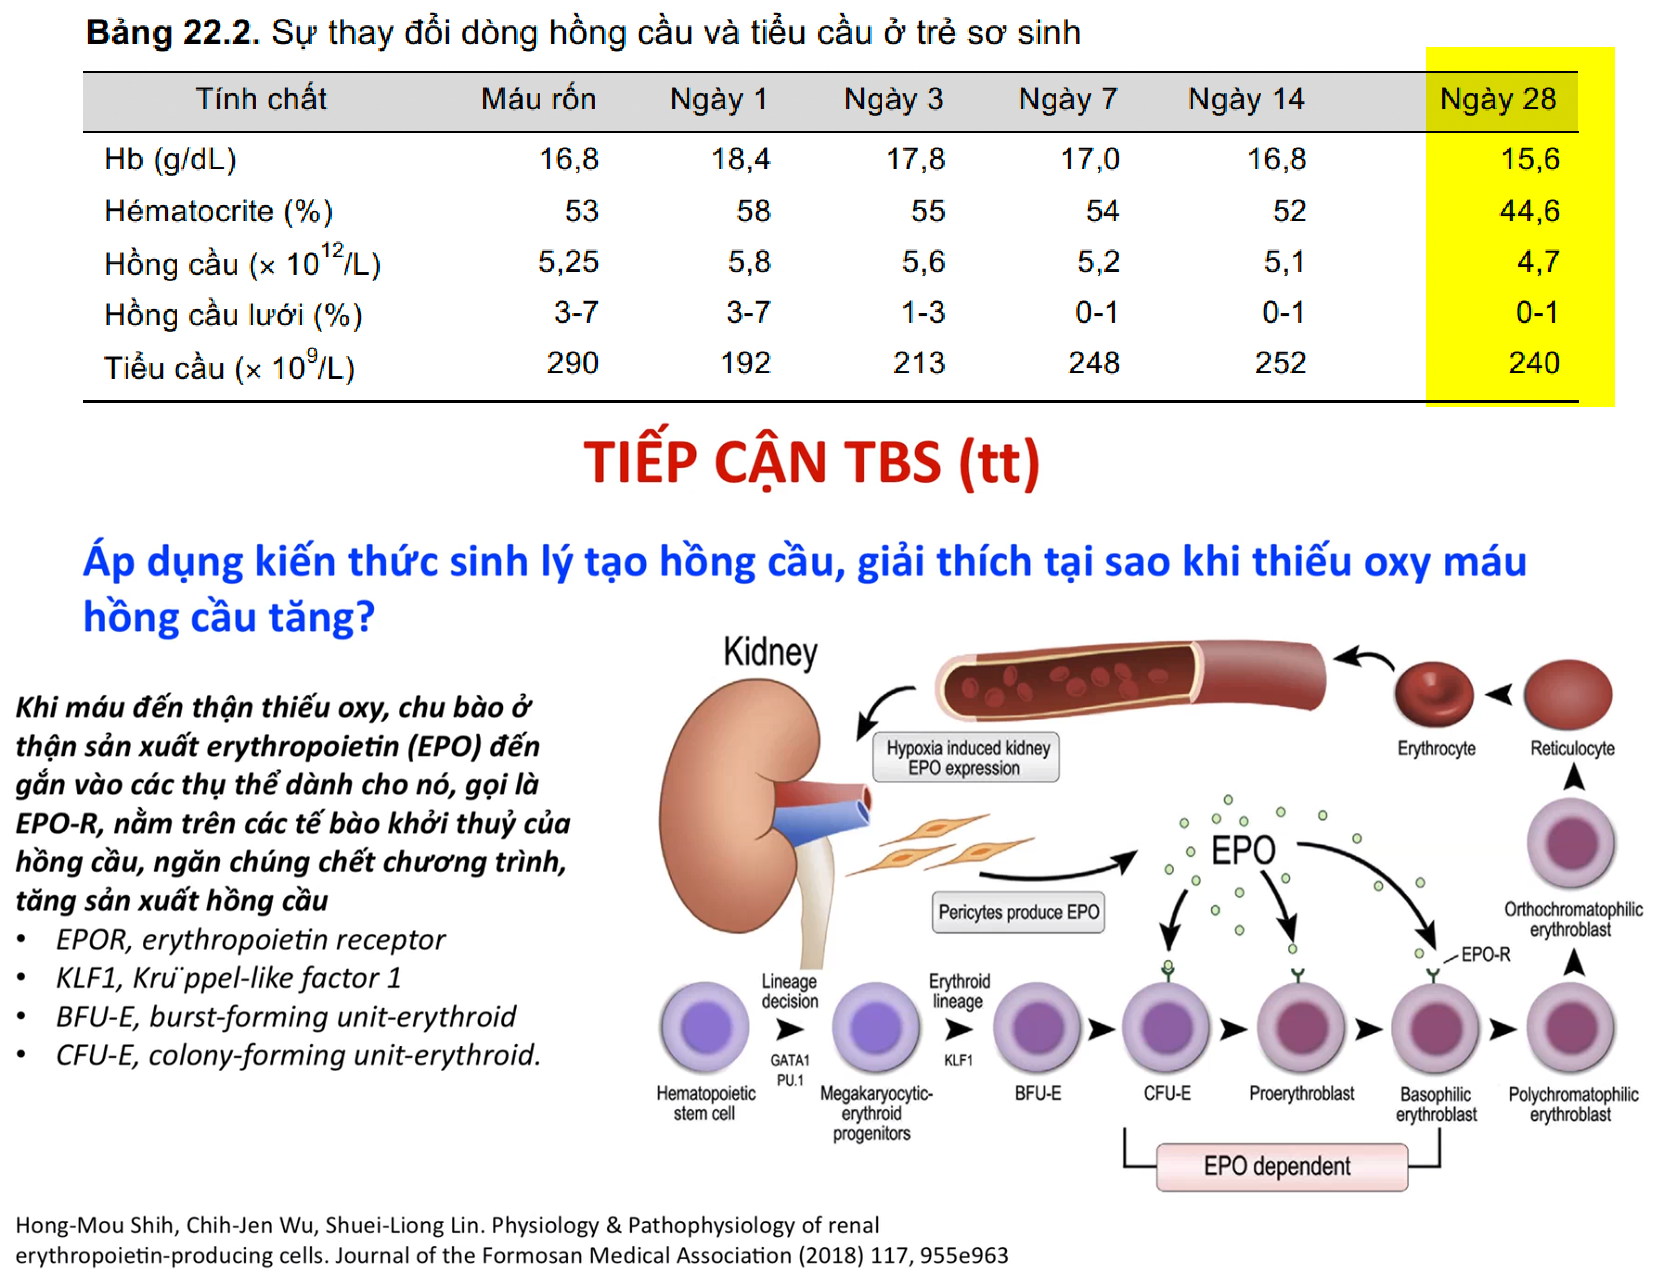 Bảng 22.2. Sự thay đổi dòng hồng cầu và tiểu cầu ở trẻ sơ sinh
Tính chất Máu rốn Ngày 1 Ngày 3 Ngày 7 Ngày 14 Ngày 28
Hb (g/dL) 16,8 18,4 17,8 17,0 16,8 15,6
Hématocrite (%) 53 58 55 54 52 44,6
Hồng cầu (× 10¹²/L) 5,25 5,8 5,6 5,2 5,1 4,7
Hồng cầu lưới (%) 3-7 3-7 1-3 0-1 0-1 0-1
Tiểu cầu (× 10⁹/L) 290 192 213 248 252 240
TIẾP CẬN TBS (tt)
Áp dụng kiến thức sinh lý tạo hồng cầu, giải thích tại sao khi thiếu oxy máu
hồng cầu tăng?
Khi máu đến thận thiếu oxy, chu bào ở
thận sản xuất erythropoietin (EPO) đến
gắn vào các thụ thể dành cho nó, gọi là
EPO-R, nằm trên các tế bào khởi thuỷ của
hồng cầu, ngăn chúng chết chương trình,
tăng sản xuất hồng cầu
• EPOR, erythropoietin receptor
• KLF1, Kru¨ppel-like factor 1
• BFU-E, burst-forming unit-erythroid
• CFU-E, colony-forming unit-erythroid.
Kidney
Hypoxia induced kidney
EPO expression
Erythrocyte
Reticulocyte
EPO
Pericytes produce EPO
Orthochromatophilic
erythroblast
EPO-R
Lineage
decision
GATA1
PU.1
Erythroid
lineage
KLF1
Hematopoietic
stem cell
Megakaryocytic-
erythroid
progenitors
BFU-E
CFU-E
Proerythroblast
Basophilic
erythroblast
Polychromatophilic
erythroblast
EPO dependent
Hong-Mou Shih, Chih-Jen Wu, Shuei-Liong Lin. Physiology & Pathophysiology of renal
erythropoietin-producing cells. Journal of the Formosan Medical Association (2018) 117, 955e963